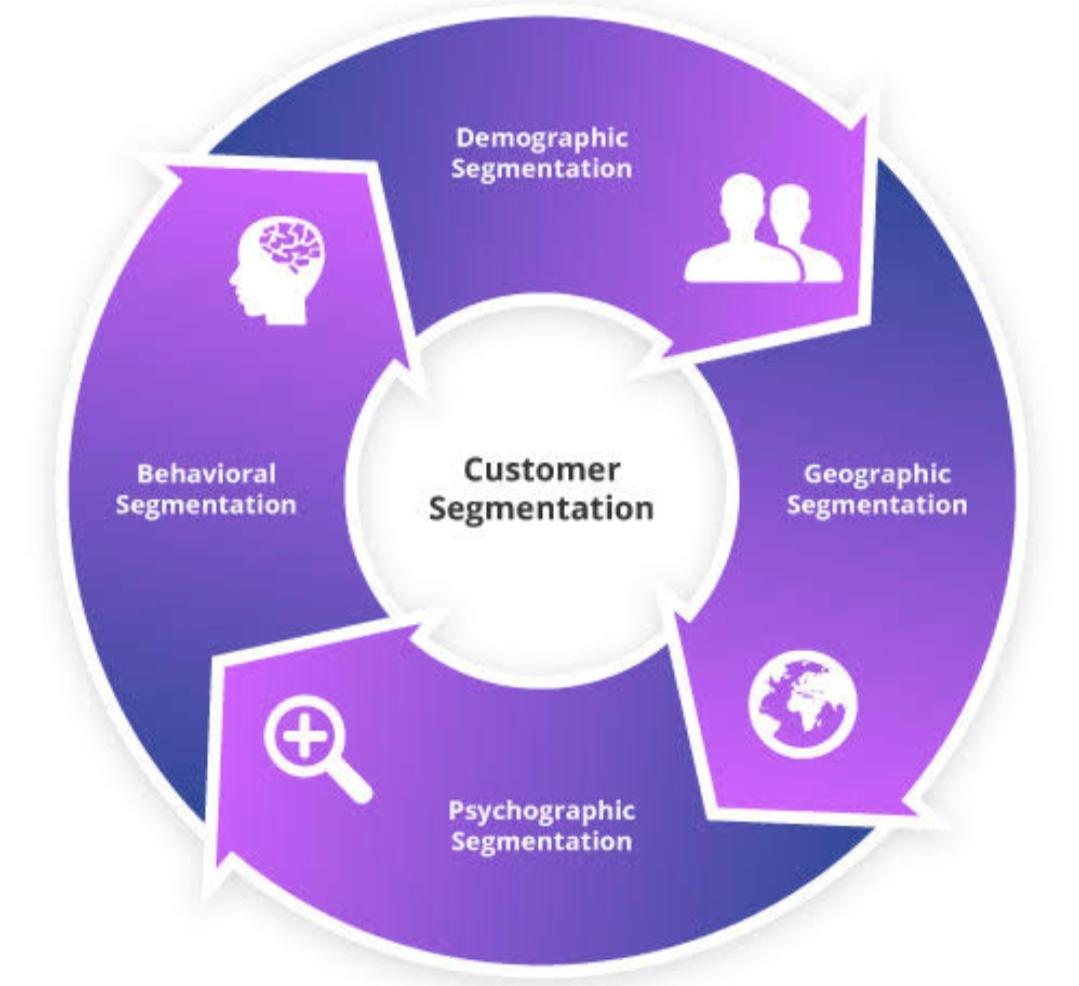 Demographic
Segmentation
Behavioral
Segmentation
Customer
Segmentation
Geographic
Segmentation
Psychographic
Segmentation